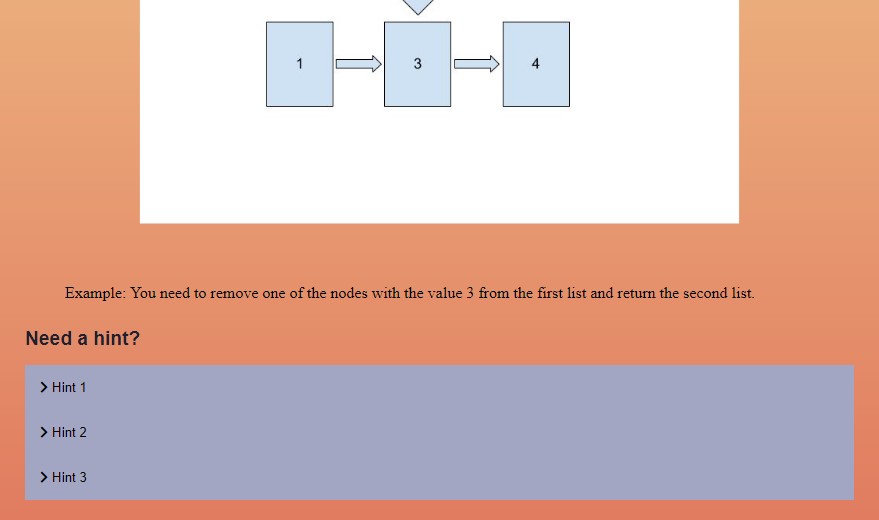 1 3 4
Example: You need to remove one of the nodes with the value 3 from the first list and return the second list.
Need a hint?
Hint 1
Hint 2
Hint 3